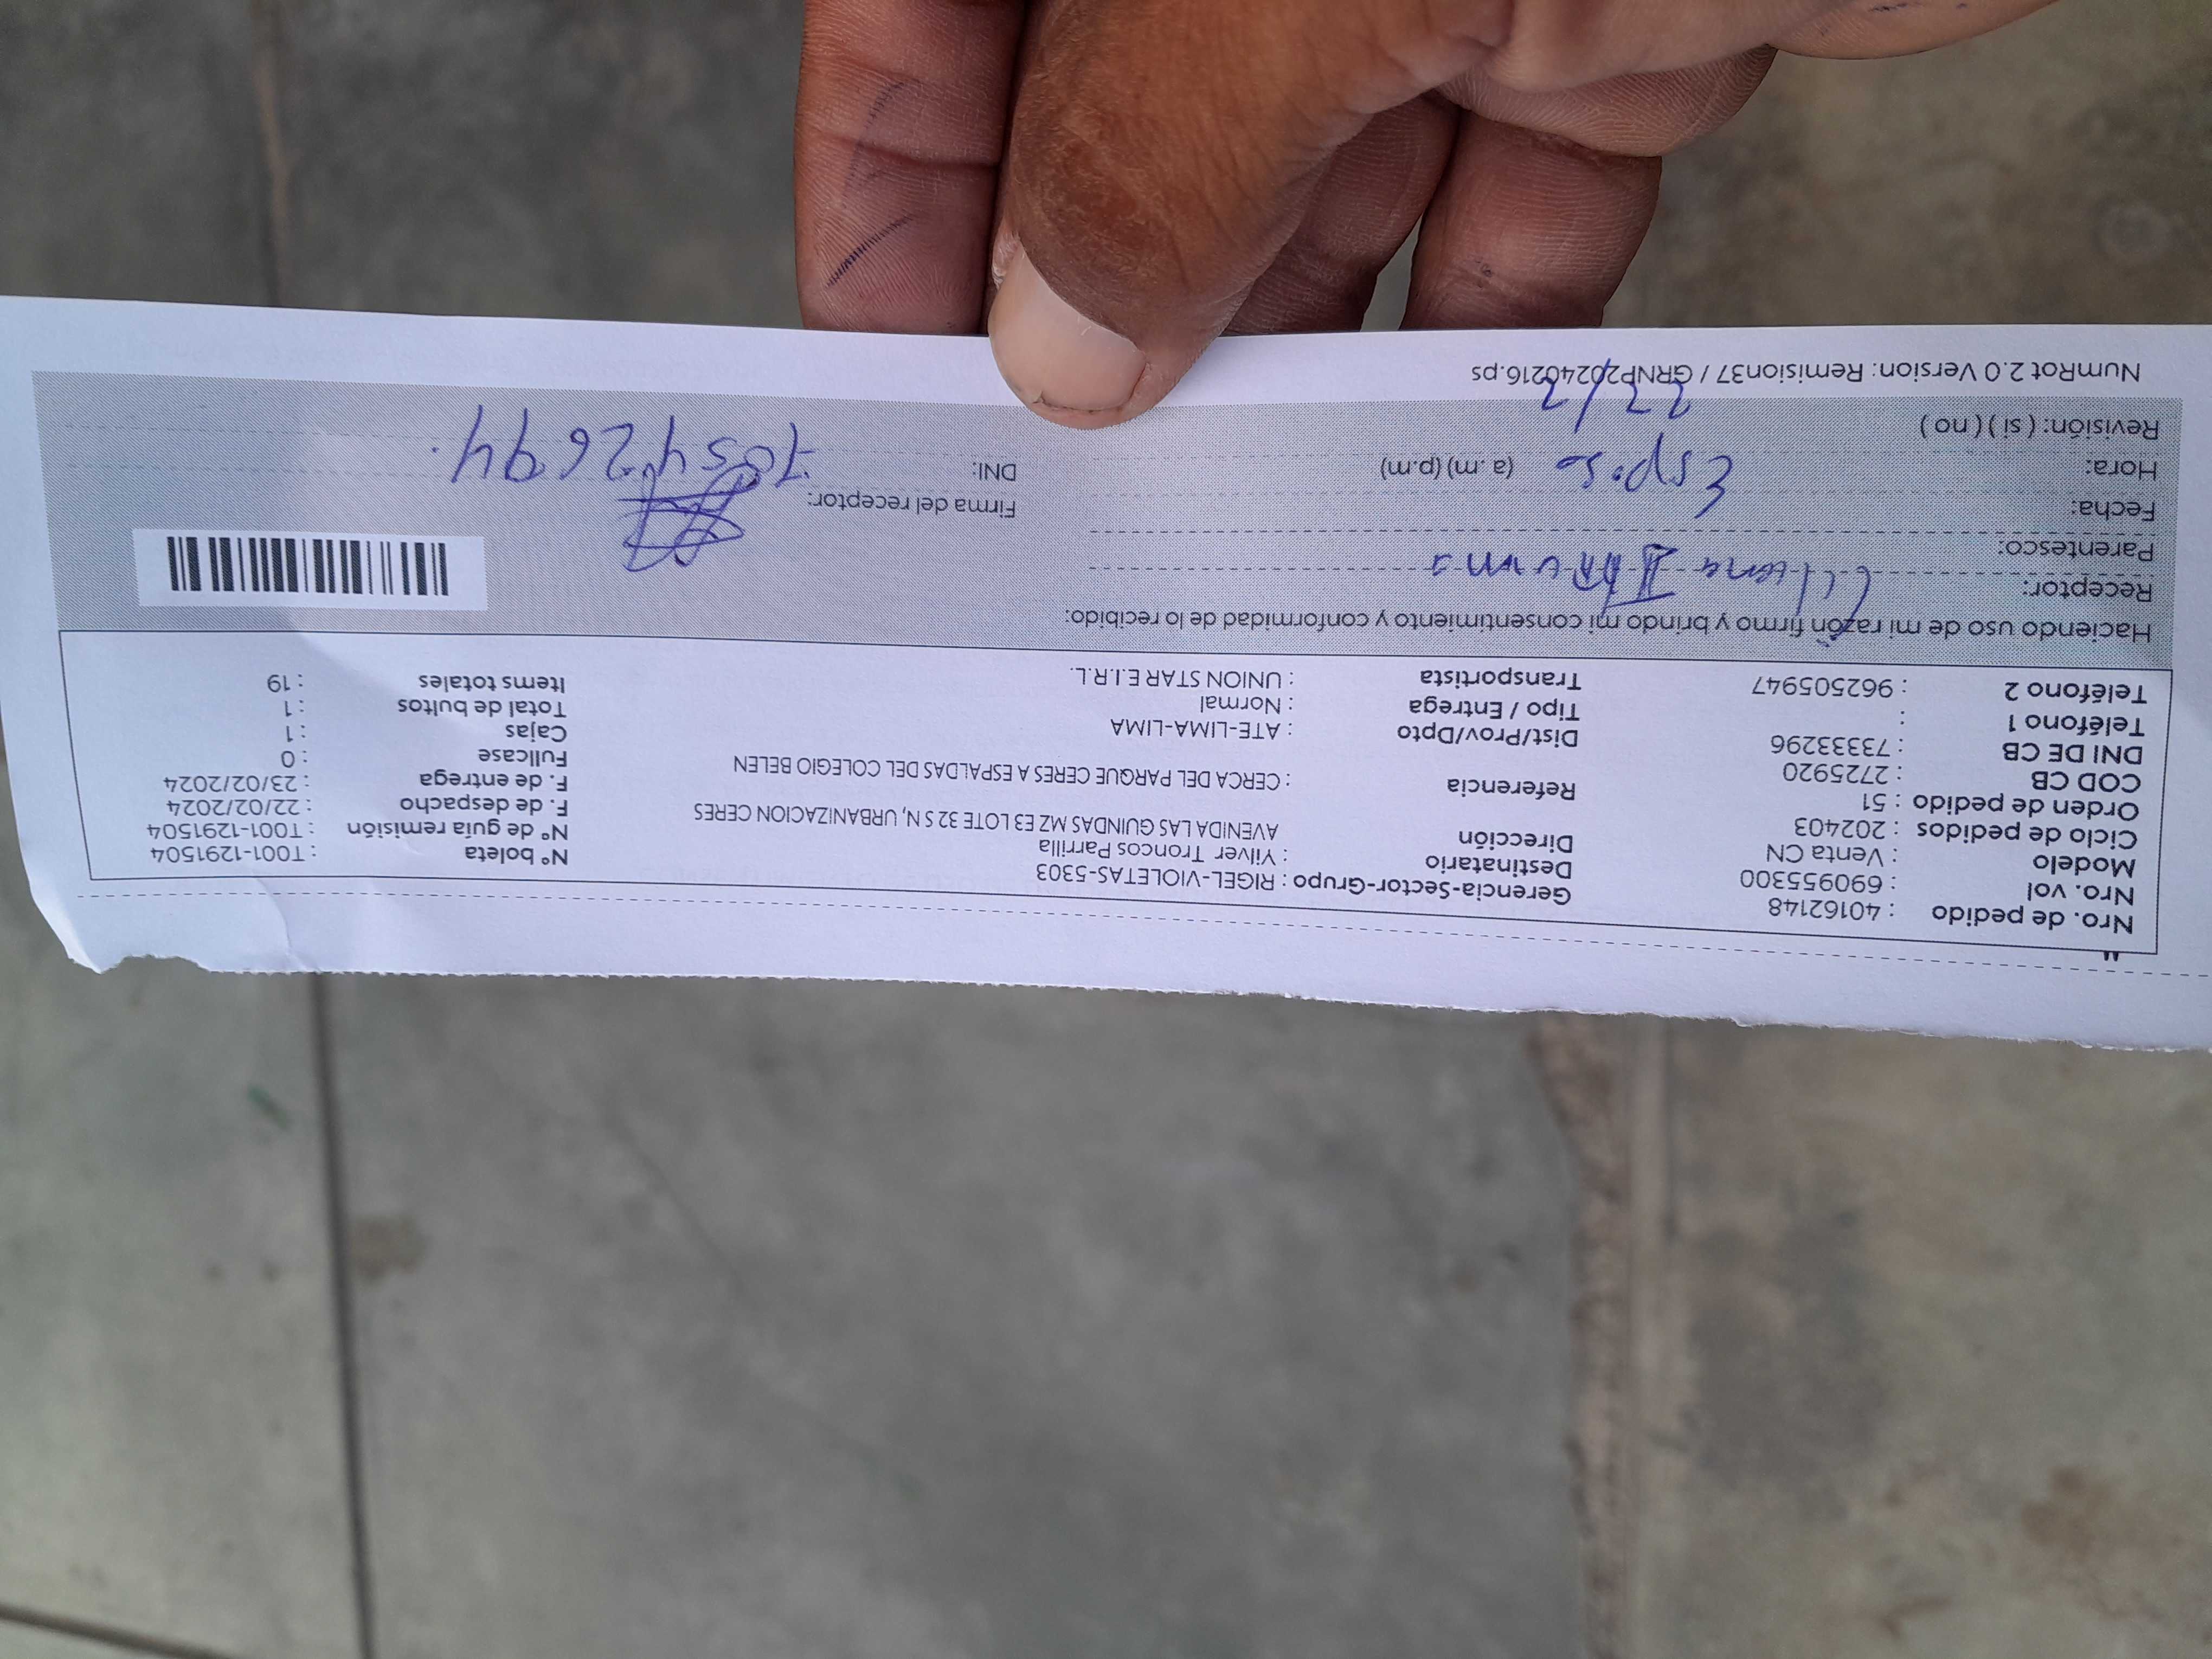 Nro. de pedido : 40162148 Gerencia-Sector-Grupo : RIGEL-VIOLETAS-5303 N° boleta : T001-1291504
Nro. vol : 690955300 Destinatario : Yilver Troncos Parrilla N° de guía remisión : T001-1291504
Modelo : Venta CN Dirección AVENIDA LAS GUINDAS MZ E3 LOTE 32 S N, URBANIZACION CERES F. de despacho : 22/02/2024
Ciclo de pedidos : 202403 Referencia : CERCA DEL PARQUE CERES A ESPALDAS DEL COLEGIO BELEN F. de entrega : 23/02/2024
Orden de pedido : 51 Dist/Prov/Dpto : ATE-LIMA-LIMA Fullcase : 0
COD CB : 2725920 Tipo / Entrega : Normal Cajas : 1
DNI DE CB : 73333296 Transportista : UNION STAR E.I.R.L. Total de bultos : 1
Teléfono 1 : Items totales : 19
Teléfono 2 : 962505947
Haciendo uso de mi razón firmo y brindo mi consentimiento y conformidad de lo recibido:
Receptor:
Parentesco:
Fecha: Esposo Firma del receptor:
Hora: (a.m) (p.m) DNI: 70542694.
Revisión: ( si ) ( no )
NumRot 2.0 Version: Remision37 / GRNP20240216.ps